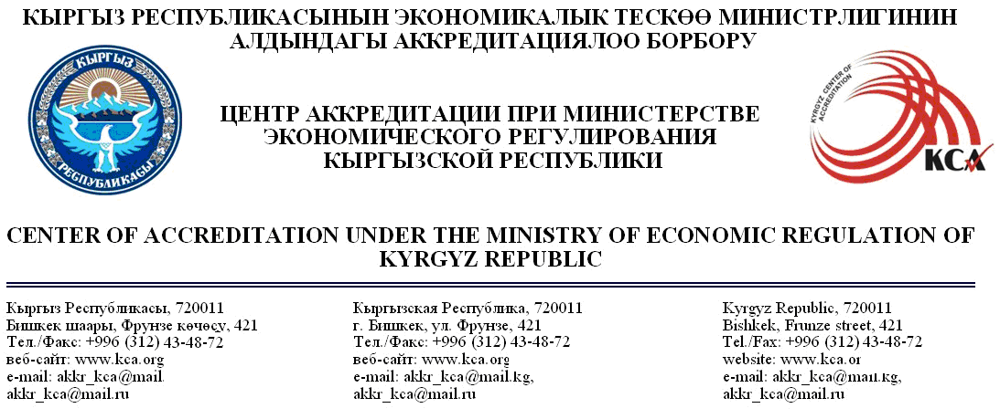 КЫРГЫЗ РЕСПУБЛИКАСЫНЫН ЭКОНОМИКАЛЫК ТЕСКӨӨ МИНИСТРЛИГИНИН
АЛДЫНДАГЫ АККРЕДИТАЦИЯЛОО БОРБОРУ
КЫРГЫЗ
РЕСПУБЛИКАСЫ
ЦЕНТР АККРЕДИТАЦИИ ПРИ МИНИСТЕРСТВЕ
ЭКОНОМИЧЕСКОГО РЕГУЛИРОВАНИЯ
КЫРГЫЗСКОЙ РЕСПУБЛИКИ
KYRGYZ CENTER OF
ACCREDITATION
KCA
CENTER OF ACCREDITATION UNDER THE MINISTRY OF ECONOMIC REGULATION OF
KYRGYZ REPUBLIC
Кыргыз Республикасы, 720011
Бишкек шаары, Фрунзе көчөсү, 421
Тел./Факс: +996 (312) 43-48-72
веб-сайт: www.kca.org
e-mail: akkr_kca@mail.
akkr_kca@mail.ru
Кыргызская Республика, 720011
г. Бишкек, ул. Фрунзе, 421
Тел./Факс: +996 (312) 43-48-72
веб-сайт: www.kca.org
e-mail: akkr_kca@mail.kg,
akkr_kca@mail.ru
Kyrgyz Republic, 720011
Bishkek, Frunze street, 421
Tel./Fax: +996 (312) 43-48-72
website: www.kca.or
e-mail: akkr_kca@mail.kg,
akkr_kca@mail.ru